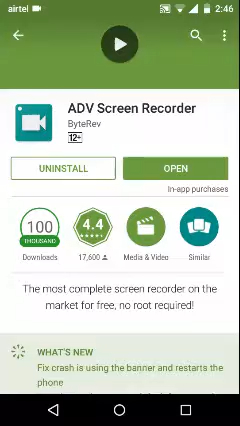 airtel 2:46
ADV Screen Recorder
ByteRev
12+
UNINSTALL OPEN
In-app purchases
100 4.4
THOUSAND
Downloads 17,600 Media & Video Similar
The most complete screen recorder on the
market for free, no root required!
WHAT'S NEW
Fix crash is using the banner and restarts the
phone